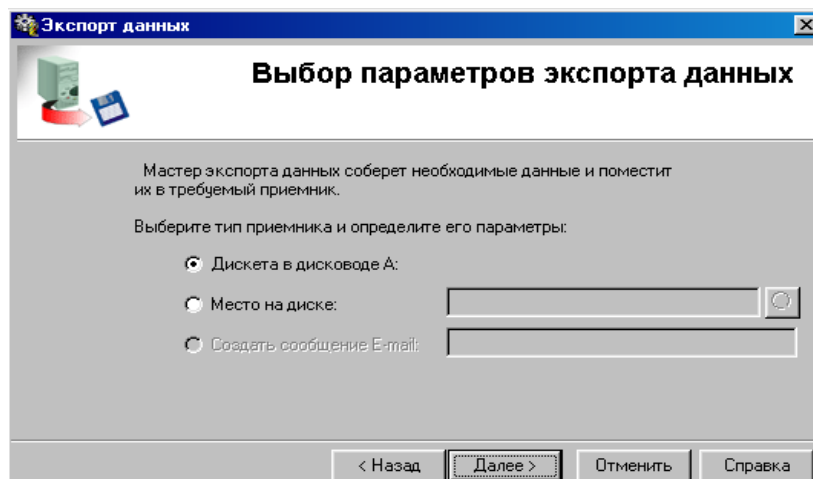 Экспорт данных
Выбор параметров экспорта данных
Мастер экспорта данных соберет необходимые данные и поместит
их в требуемый приемник.
Выберите тип приемника и определите его параметры:
Дискета в дисководе A:
Место на диске:
Создать сообщение E-mail:
< Назад
Далее >
Отменить
Справка